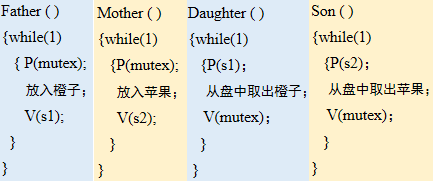 Father ( )
{while(1)
{ P(mutex);
放入橙子;
V(s1);
}
}
Mother ( )
{while(1)
{P(mutex);
放入苹果;
V(s2);
}
}
Daughter ( )
{while(1)
{P(s1)；
从盘中取出橙子；
V(mutex)；
}
}
Son ( )
{while(1)
{P(s2)；
从盘中取出苹果；
V(mutex)；
}
}